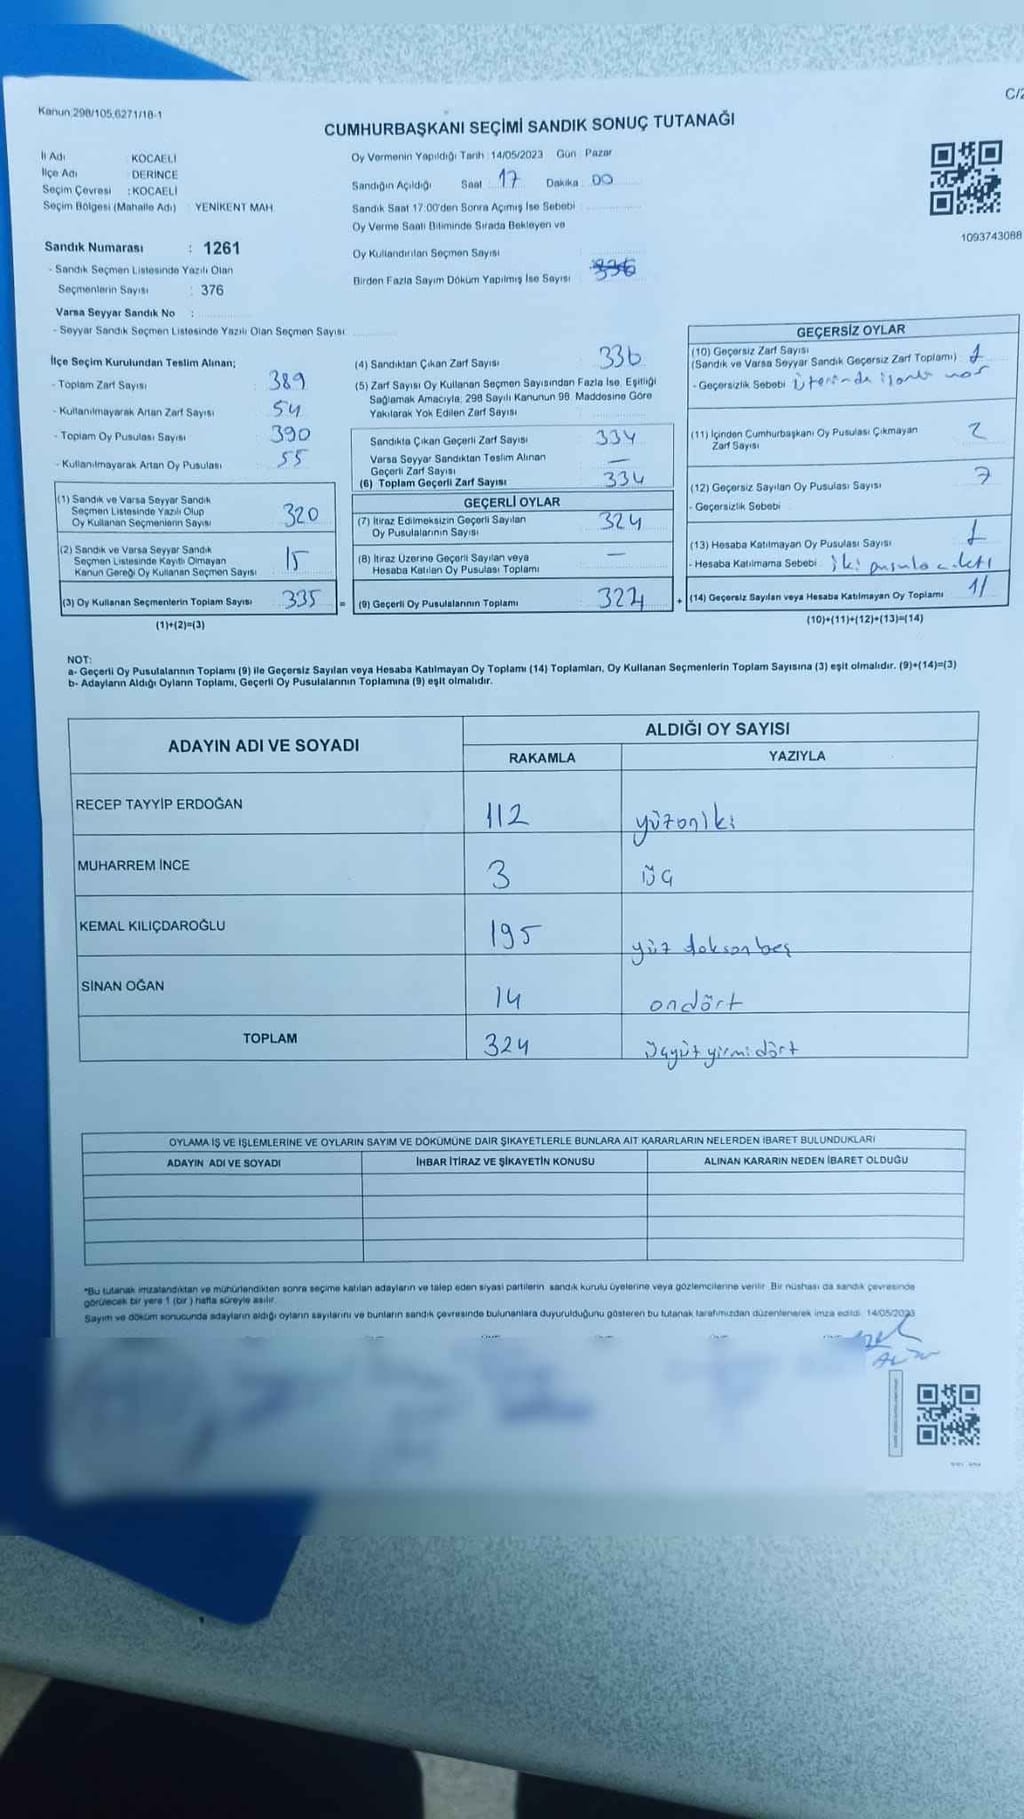 Kanun 298/105,6271/18-1
C/2
CUMHURBAŞKANI SEÇİMİ SANDIK SONUÇ TUTANAĞI
İl Adı : KOCAELİ
İlçe Adı : DERİNCE
Seçim Çevresi : KOCAELİ
Seçim Bölgesi (Mahalle Adı) : YENİKENT MAH.
Oy Vermenin Yapıldığı Tarih : 14/05/2023 Gün : Pazar
Sandığın Açıldığı Saat 17 Dakika 00
Sandık Saat 17:00'den Sonra Açımış İse Sebebi
Oy Verme Saati Bitiminde Sırada Bekleyen ve
Oy Kullandırılan Seçmen Sayısı
Birden Fazla Sayım Döküm Yapılmış İse Sayısı 336
1093743088
Sandık Numarası : 1261
- Sandık Seçmen Listesinde Yazılı Olan
Seçmenlerin Sayısı : 376
Varsa Seyyar Sandık No :
- Seyyar Sandık Seçmen Listesinde Yazılı Olan Seçmen Sayısı:
İlçe Seçim Kurulundan Teslim Alınan;
- Toplam Zarf Sayısı : 389
- Kullanılmayarak Artan Zarf Sayısı : 54
- Toplam Oy Pusulası Sayısı : 390
- Kullanılmayarak Artan Oy Pusulası : 55
(1) Sandık ve Varsa Seyyar Sandık
Seçmen Listesinde Yazılı Olup
Oy Kullanan Seçmenlerin Sayısı 320
(2) Sandık ve Varsa Seyyar Sandık
Seçmen Listesinde Kayıtlı Olmayan
Kanun Gereği Oy Kullanan Seçmen Sayısı 15
(3) Oy Kullanan Seçmenlerin Toplam Sayısı 335
(1)+(2)=(3)
(4) Sandıktan Çıkan Zarf Sayısı : 336
(5) Zarf Sayısı Oy Kullanan Seçmen Sayısından Fazla İse, Eşitliği
Sağlamak Amacıyla, 298 Sayılı Kanunun 98. Maddesine Göre
Yakılarak Yok Edilen Zarf Sayısı :
Sandıkta Çıkan Geçerli Zarf Sayısı 334
Varsa Seyyar Sandıktan Teslim Alınan
Geçerli Zarf Sayısı —
(6) Toplam Geçerli Zarf Sayısı 334
GEÇERLİ OYLAR
(7) İtiraz Edilmeksizin Geçerli Sayılan
Oy Pusulalarının Sayısı 324
(8) İtiraz Üzerine Geçerli Sayılan veya
Hesaba Katılan Oy Pusulası Toplamı —
= (9) Geçerli Oy Pusulalarının Toplamı 324 +
GEÇERSİZ OYLAR
(10) Geçersiz Zarf Sayısı
(Sandık ve Varsa Seyyar Sandık Geçersiz Zarf Toplamı) 1
- Geçersizlik Sebebi : Üzerinde işareti var
(11) İçinden Cumhurbaşkanı Oy Pusulası Çıkmayan
Zarf Sayısı 2
(12) Geçersiz Sayılan Oy Pusulası Sayısı 7
- Geçersizlik Sebebi
(13) Hesaba Katılmayan Oy Pusulası Sayısı 1
- Hesaba Katılmama Sebebi : iki pusula çıktı
(14) Geçersiz Sayılan veya Hesaba Katılmayan Oy Toplamı 11
(10)+(11)+(12)+(13)=(14)
NOT:
a- Geçerli Oy Pusulalarının Toplamı (9) ile Geçersiz Sayılan veya Hesaba Katılmayan Oy Toplamı (14) Toplamları, Oy Kullanan Seçmenlerin Toplam Sayısına (3) eşit olmalıdır. (9)+(14)=(3)
b- Adayların Aldığı Oyların Toplamı, Geçerli Oy Pusulalarının Toplamına (9) eşit olmalıdır.
ADAYIN ADI VE SOYADI
ALDIĞI OY SAYISI
RAKAMLA YAZIYLA
RECEP TAYYİP ERDOĞAN 112 yüzoniki
MUHARREM İNCE 3 üç
KEMAL KILIÇDAROĞLU 195 yüz doksanbeş
SİNAN OĞAN 14 ondört
TOPLAM 324 üçyüzyirmidört
OYLAMA İŞ VE İŞLEMLERİNE VE OYLARIN SAYIM VE DÖKÜMÜNE DAİR ŞİKAYETLERLE BUNLARA AİT KARARLARIN NELERDEN İBARET BULUNDUKLARI
ADAYIN ADI VE SOYADI İHBAR İTİRAZ VE ŞİKAYETİN KONUSU ALINAN KARARIN NEDEN İBARET OLDUĞU
*Bu tutanak imzalandıktan ve mühürlendikten sonra seçime katılan adayların ve talep eden siyasi partilerin sandık kurulu üyelerine veya gözlemcilerine verilir. Bir nüshası da sandık çevresinde
görülecek bir yere 1 (bir ) hafta süreyle asılır.
Sayım ve döküm sonucunda adayların aldığı oyların sayılarını ve bunların sandık çevresinde bulunanlara duyurulduğunu gösteren bu tutanak tarafımızdan düzenlenerek imza edildi. 14/05/2023